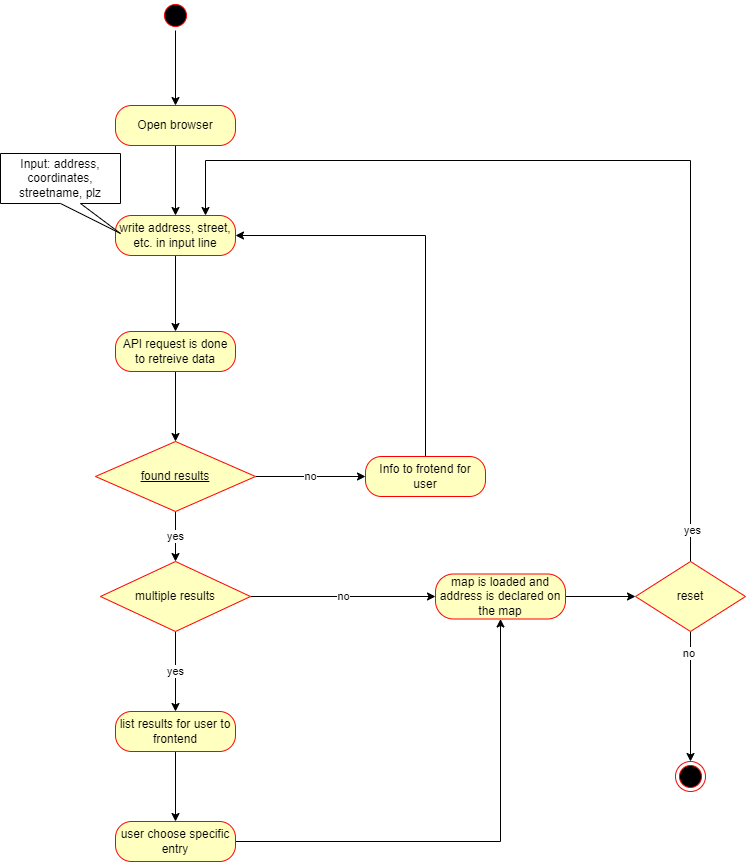 Open browser
Input: address,
coordinates,
streetname, plz
write address, street,
etc. in input line
API request is done
to retreive data
found results
no
Info to frotend for
user
yes
yes
multiple results
no
map is loaded and
address is declared on
the map
reset
no
yes
list results for user to
frontend
user choose specific
entry